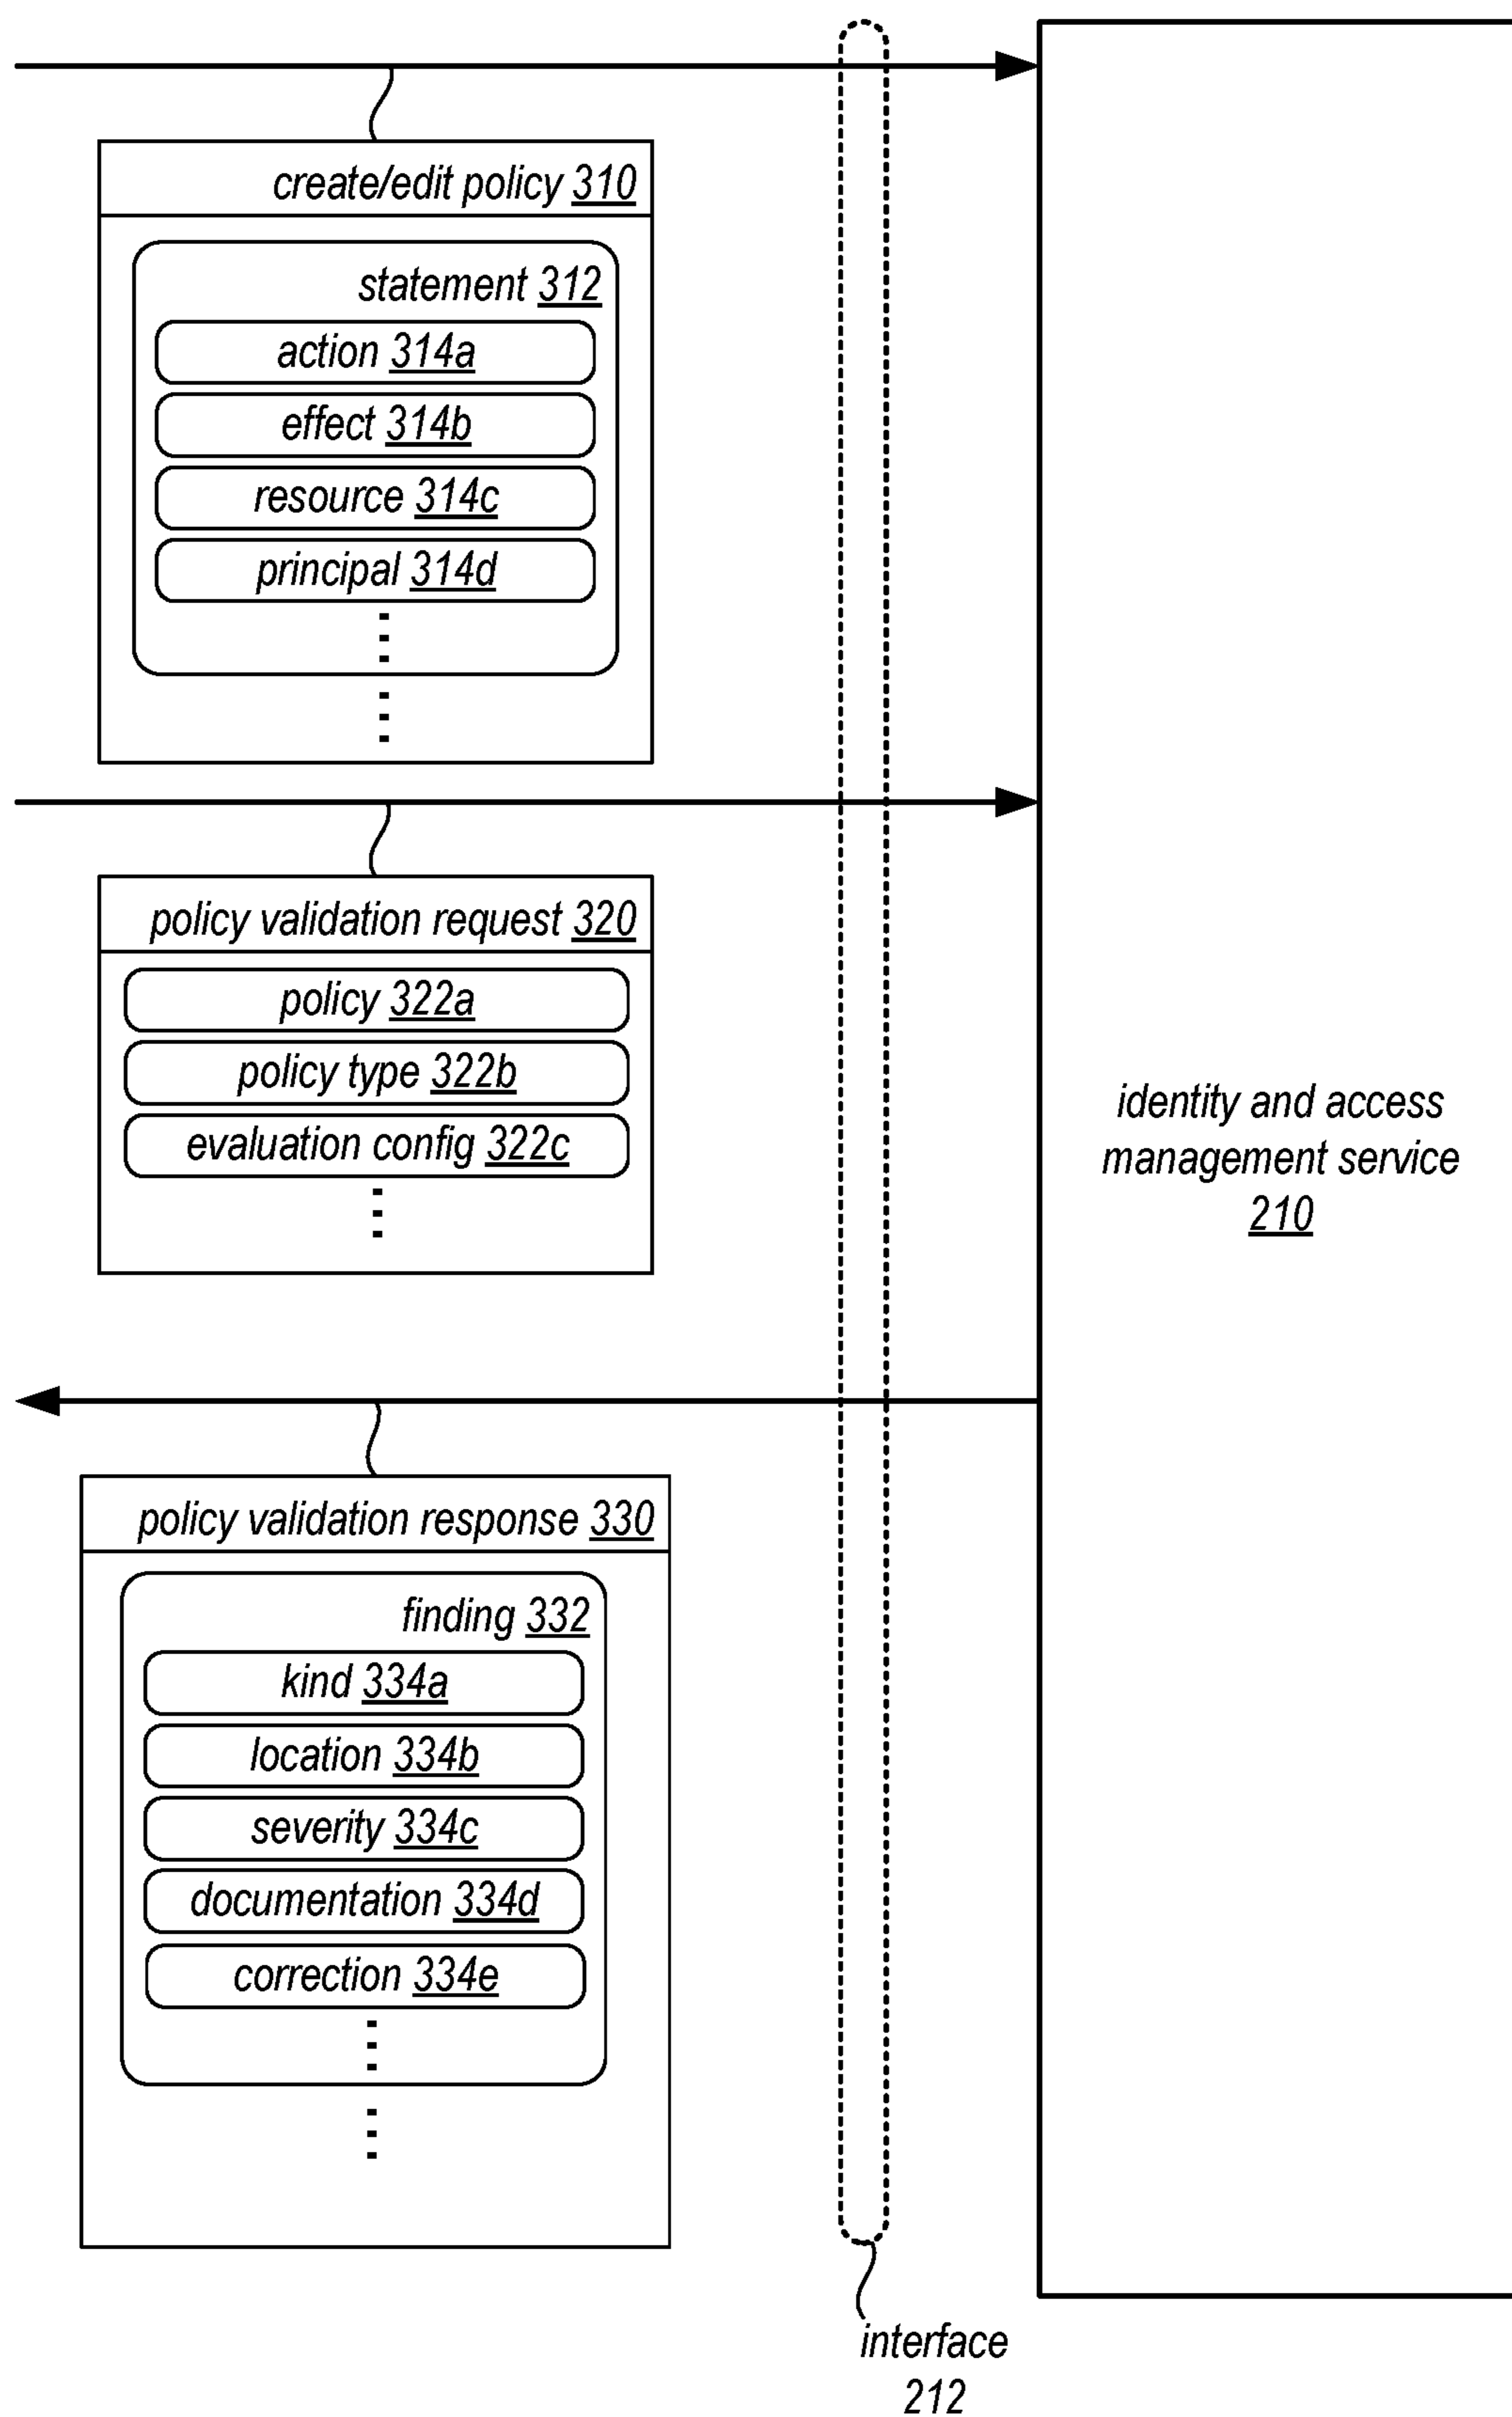 create/edit policy 310
statement 312
action 314a
effect 314b
resource 314c
principal 314d
policy validation request 320
policy 322a
policy type 322b
evaluation config 322c
identity and access
management service
210
policy validation response 330
finding 332
kind 334a
location 334b
severity 334c
documentation 334d
correction 334e
interface
212